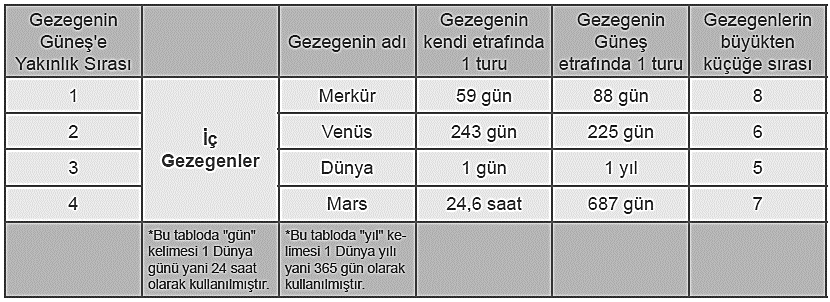 Gezegenin
Güneş'e
Yakınlık Sırası
Gezegenin adı
Gezegenin
kendi etrafında
1 turu
Gezegenin
Güneş
etrafında 1 turu
Gezegenlerin
büyükten
küçüğe sırası
1
Merkür
59 gün
88 gün
8
2
Venüs
243 gün
225 gün
6
İç
Gezegenler
3
Dünya
1 gün
1 yıl
5
4
Mars
24,6 saat
687 gün
7
*Bu tabloda "gün"
kelimesi 1 Dünya
günü yani 24 saat
olarak kullanılmıştır.
*Bu tabloda "yıl" ke-
limesi 1 Dünya yılı
yani 365 gün olarak
kullanılmıştır.